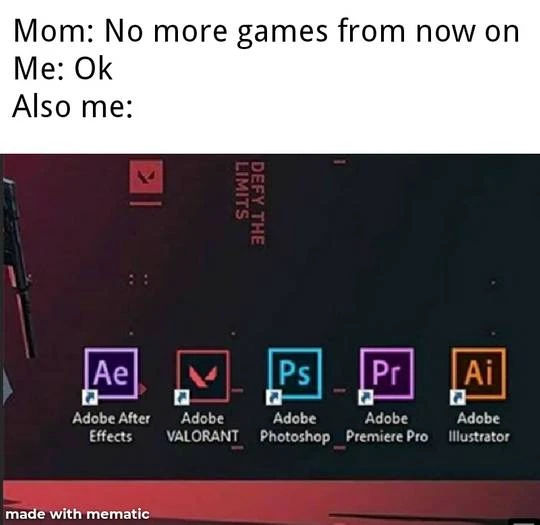 Mom: No more games from now on
Me: Ok
Also me:
DEFY THE
LIMITS
Ae
Ps
Pr
Ai
Adobe After
Effects
Adobe
VALORANT
Adobe
Photoshop
Adobe
Premiere Pro
Adobe
Illustrator
made with mematic